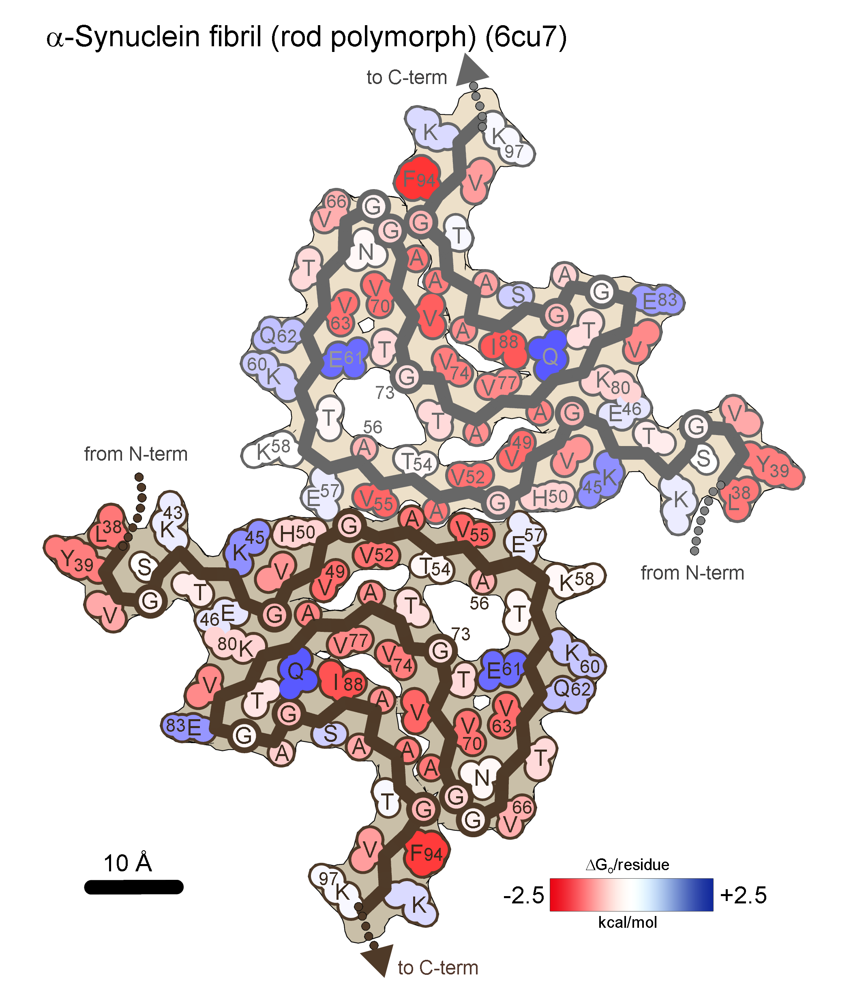 α-Synuclein fibril (rod polymorph) (6cu7)
to C-term
K
K
97
F94
V
66
V
G
G
G
T
N
T
A
A
A
S
A
G
E83
V
70
V
63
V
G
T
Q62
A
I88
Q
V
E61
T
60
K
V
74
V77
K
80
G
73
T
56
T
A
A
G
E46
T
G
V
K58
A
T54
49
V
V
S
Y39
from N-term
V52
45
K
E57
V55
A
G
H50
K
38
L
from N-term
43
K
38
L
K
45
H50
G
A
V55
E57
Y39
S
V
V52
T54
K58
49
V
A
56
T
G
V
46
E
G
A
A
T
T
73
80
K
V77
V
74
G
K
60
Q
I88
T
E61
Q62
V
T
G
A
V
V
70
V
63
83
E
G
A
S
A
A
A
N
T
T
G
G
G
66
V
V
F94
97
K
K
10 Å
ΔGo/residue
-2.5
+2.5
kcal/mol
to C-term